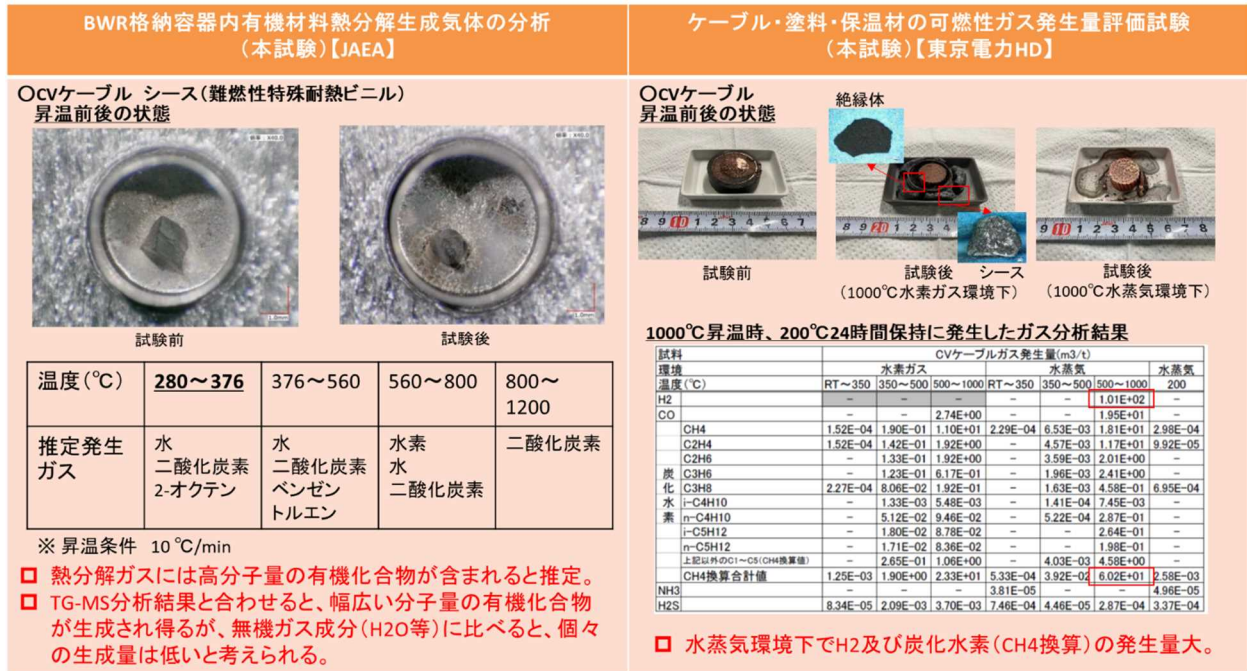 BWR格納容器内有機材料熱分解生成気体の分析
(本試験)【JAEA】
〇CVケーブル シース(難燃性特殊耐熱ビニル)
昇温前後の状態
試験前
試験後
温度(℃) 280～376 376～560 560～800 800～1200
推定発生ガス
水
二酸化炭素
2-オクテン
水
二酸化炭素
ベンゼン
トルエン
水素
水
二酸化炭素
二酸化炭素
※ 昇温条件 10 ℃/min
熱分解ガスには高分子量の有機化合物が含まれると推定。
TG-MS分析結果と合わせると、幅広い分子量の有機化合物
が生成され得るが、無機ガス成分(H2O等)に比べると、個々
の生成量は低いと考えられる。
ケーブル・塗料・保温材の可燃性ガス発生量評価試験
(本試験)【東京電力HD】
〇CVケーブル
昇温前後の状態
絶縁体
8 9 10 1 2 3 4 5 6 7
8 9 20 1 2 3 4
9 10 1 2 3 4 5 6 7 8
試験前
試験後 シース
(1000℃水素ガス環境下)
試験後
(1000℃水蒸気環境下)
1000℃昇温時、200℃24時間保持に発生したガス分析結果
試料 CVケーブルガス発生量(m3/t)
環境 水素ガス 水蒸気 水蒸気
温度(℃) RT～350 350～500 500～1000 RT～350 350～500 500～1000 200
H2 - - - - - 1.01E+02 -
CO - - 2.74E+00 - - 1.95E+01 -
炭化水素
CH4 1.52E-04 1.90E-01 1.10E+01 2.29E-04 6.53E-03 1.81E+01 2.98E-04
C2H4 1.52E-04 1.42E-01 1.92E+00 - 4.57E-03 1.17E+01 9.92E-05
C2H6 - 1.33E-01 1.92E+00 - 3.59E-03 2.01E+00 -
C3H6 - 1.23E-01 6.17E-01 - 1.96E-03 2.41E+00 -
C3H8 2.27E-04 8.06E-02 1.92E-01 - 1.63E-03 4.58E-01 6.95E-04
i-C4H10 - 1.33E-03 5.48E-03 - 1.41E-04 7.45E-03 -
n-C4H10 - 5.12E-02 9.46E-02 - 5.22E-04 2.87E-01 -
i-C5H12 - 1.80E-02 8.78E-02 - - 2.64E-01 -
n-C5H12 - 1.71E-02 8.36E-02 - - 1.98E-01 -
上記以外のC1～C5(CH4換算値) - 2.65E-01 1.06E+00 - 4.03E-03 4.58E+00 -
CH4換算合計値 1.25E-03 1.90E+00 2.33E+01 5.33E-04 3.92E-02 6.02E+01 2.58E-03
NH3 - - - 3.81E-05 - - 4.96E-05
H2S 8.34E-05 2.09E-03 3.70E-03 7.46E-04 4.46E-05 2.87E-04 3.37E-04
水蒸気環境下でH2及び炭化水素(CH4換算)の発生量大。